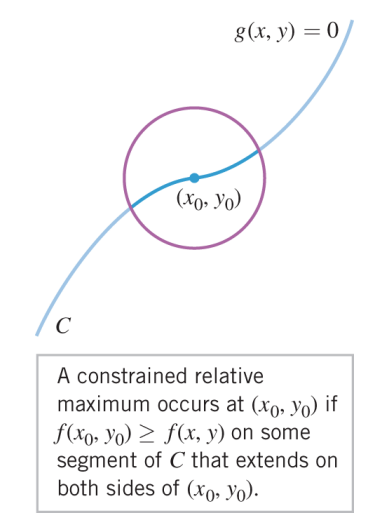 g(x, y) = 0
(x₀, y₀)
C
A constrained relative
maximum occurs at (x₀, y₀) if
f(x₀, y₀) ≥ f(x, y) on some
segment of C that extends on
both sides of (x₀, y₀).